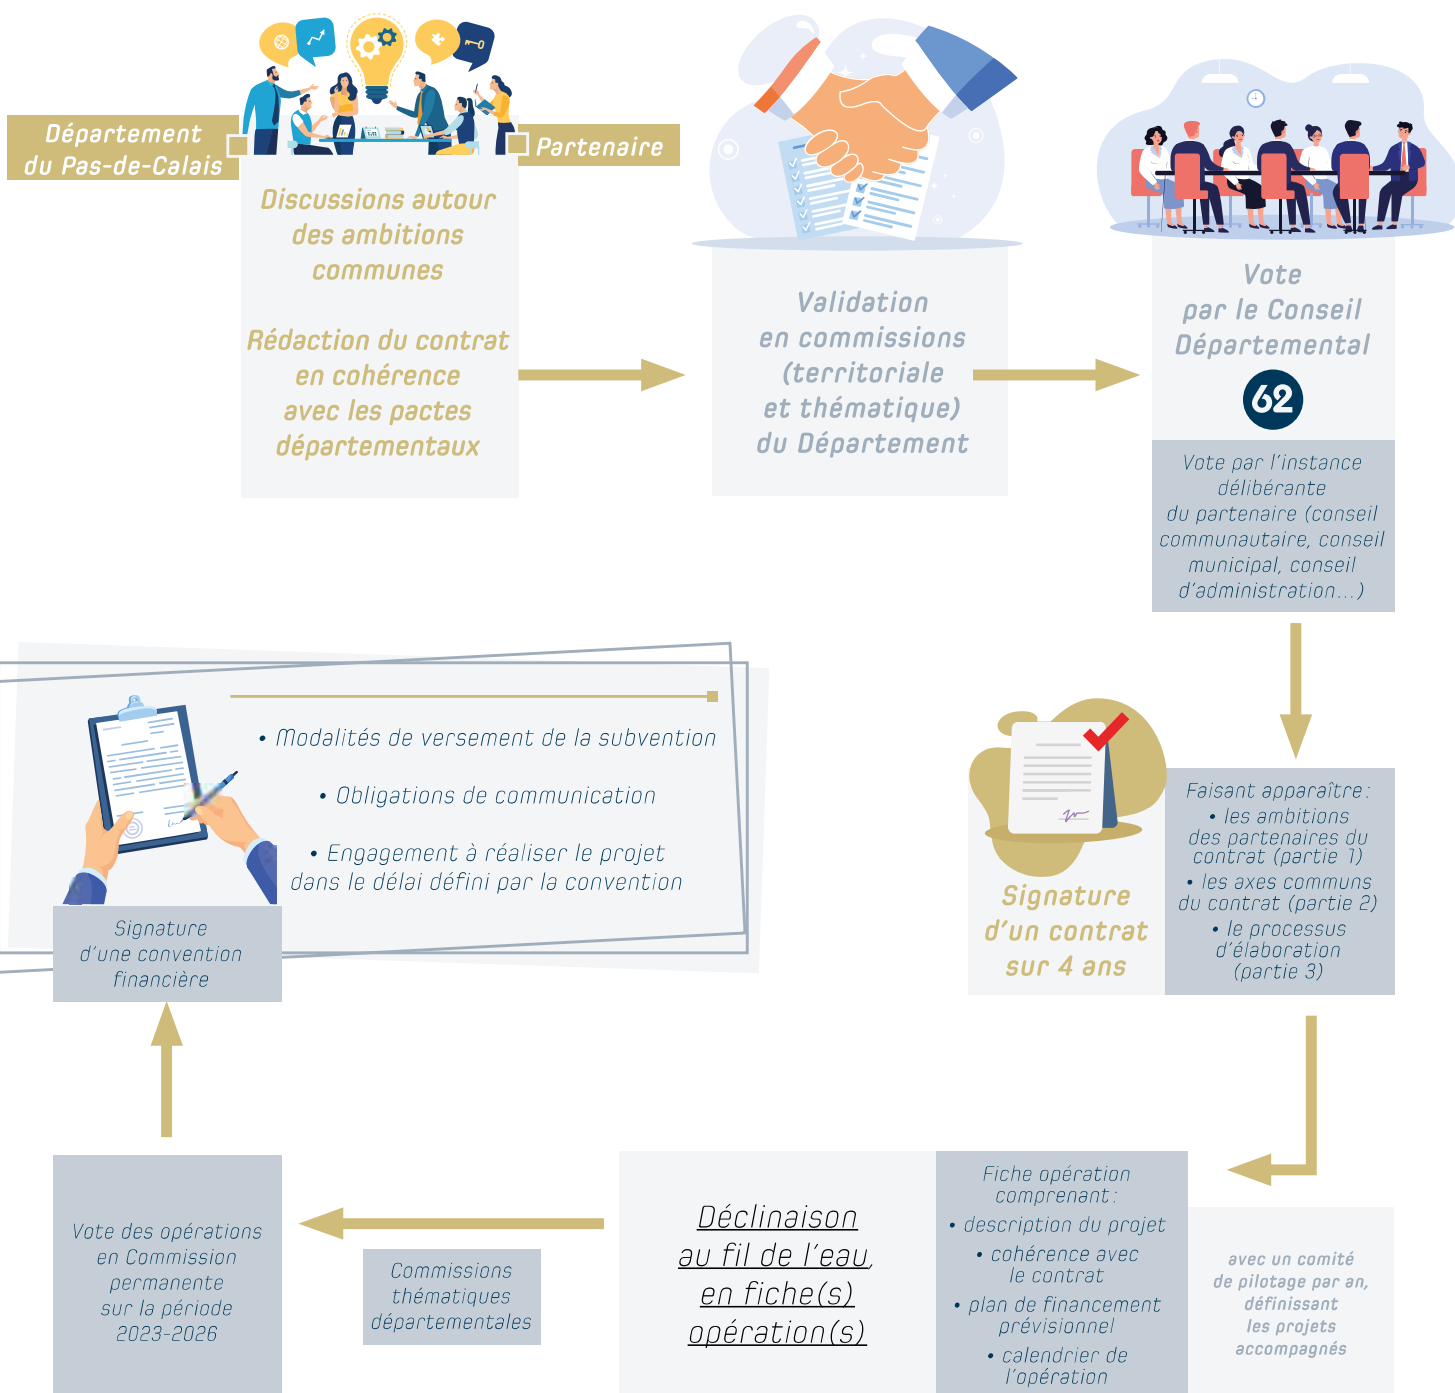 Département
du Pas-de-Calais
Partenaire
Discussions autour
des ambitions
communes
Rédaction du contrat
en cohérence
avec les pactes
départementaux
Validation
en commissions
(territoriale
et thématique)
du Département
Vote
par le Conseil
Départemental
62
Vote par l'instance
délibérante
du partenaire (conseil
communautaire, conseil
municipal, conseil
d'administration...)
Signature
d'un contrat
sur 4 ans
Faisant apparaître :
• les ambitions
des partenaires du
contrat (partie 1)
• les axes communs
du contrat (partie 2)
• le processus
d'élaboration
(partie 3)
avec un comité
de pilotage par an,
définissant
les projets
accompagnés
Fiche opération
comprenant :
• description du projet
• cohérence avec
le contrat
• plan de financement
prévisionnel
• calendrier de
l'opération
Déclinaison
au fil de l'eau,
en fiche(s)
opération(s)
Commissions
thématiques
départementales
Vote des opérations
en Commission
permanente
sur la période
2023-2026
Signature
d'une convention
financière
• Modalités de versement de la subvention
• Obligations de communication
• Engagement à réaliser le projet
dans le délai défini par la convention